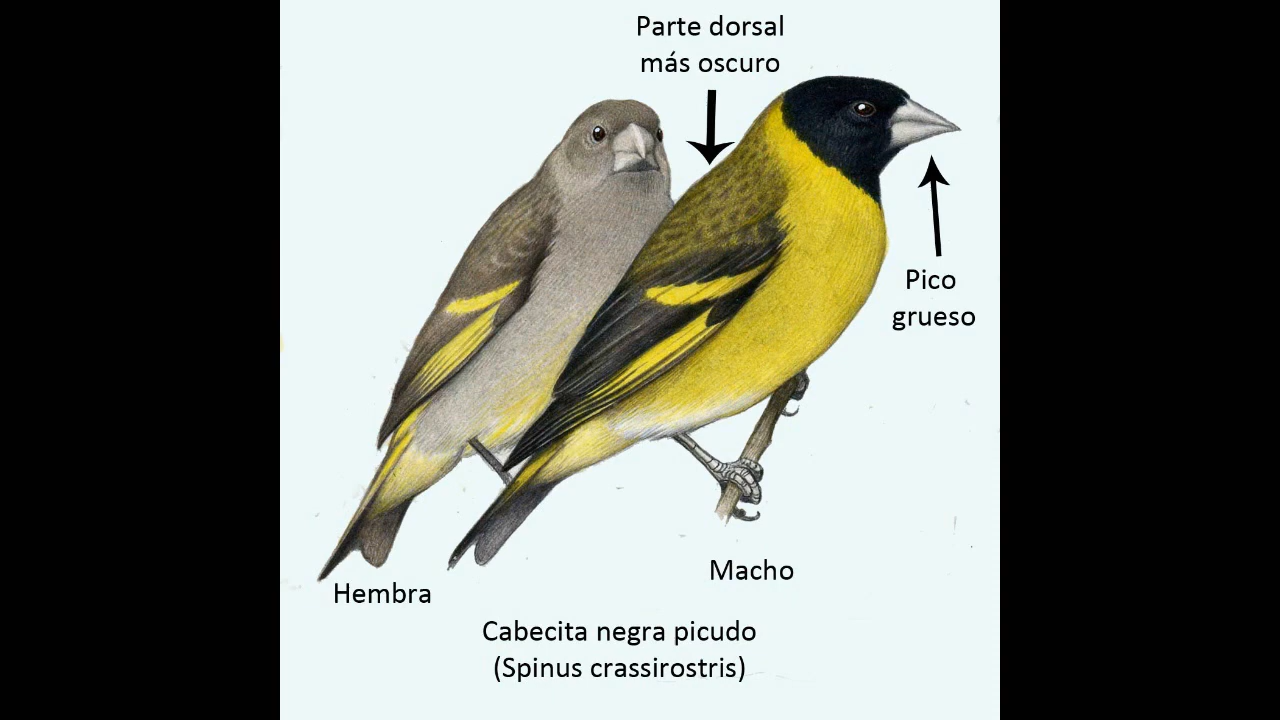 Parte dorsal
más oscuro
Pico
grueso
Macho
Hembra
Cabecita negra picudo
(Spinus crassirostris)